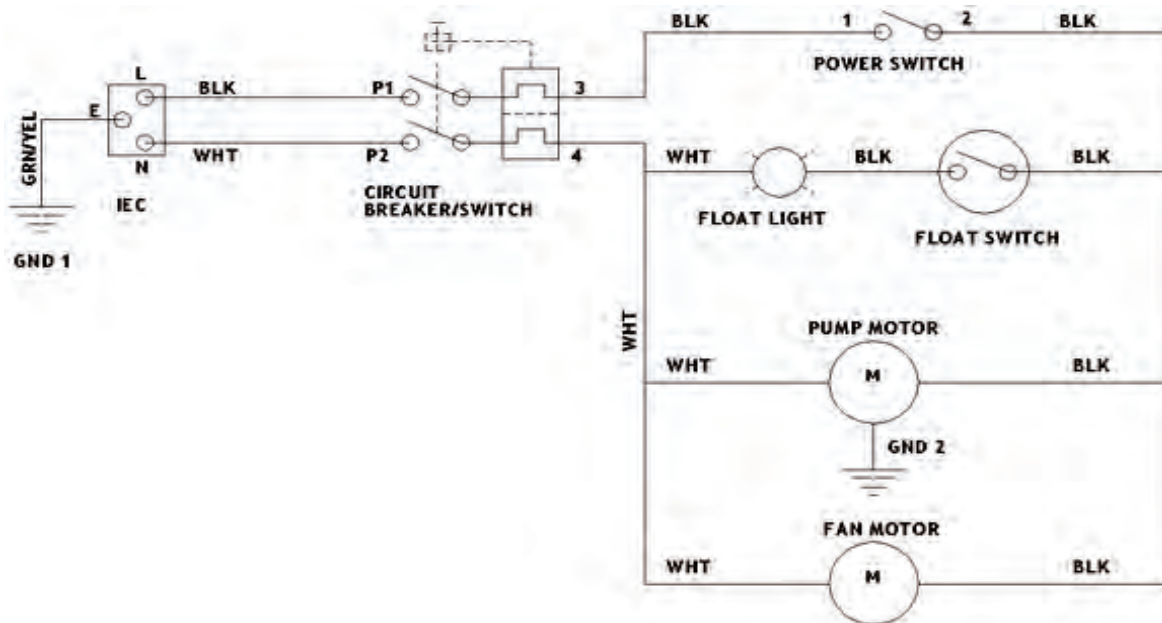 BLK
1
2
BLK
POWER SWITCH
L
BLK
P1
3
E
GRN/YEL
N
WHT
P2
4
IEC
CIRCUIT
BREAKER/SWITCH
GND 1
WHT
BLK
BLK
FLOAT LIGHT
FLOAT SWITCH
WHT
PUMP MOTOR
WHT
M
BLK
GND 2
FAN MOTOR
WHT
M
BLK